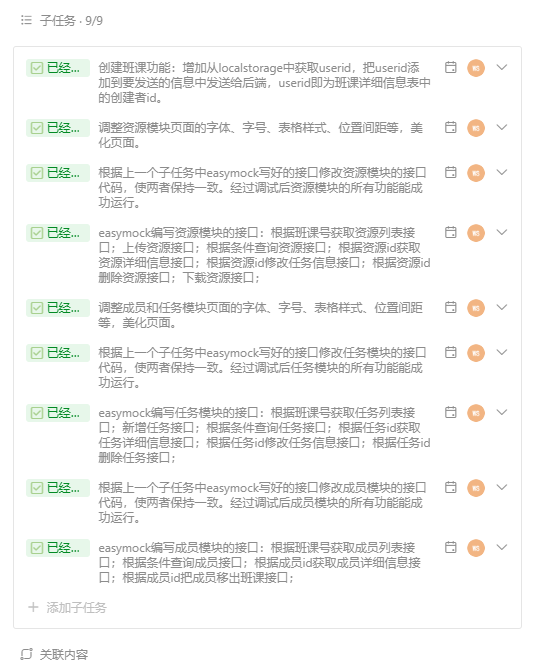 子任务 · 9/9
已经...
创建班课功能：增加从localstorage中获取userid，把userid添
加到要发送的信息中发送给后端，userid即为班课详细信息表中
的创建者id。
已经...
调整资源模块页面的字体、字号、表格样式、位置间距等，美
化页面。
已经...
根据上一个子任务中easymock写好的接口修改资源模块的接口
代码，使两者保持一致。经过调试后资源模块的所有功能能成
功运行。
已经...
easymock编写资源模块的接口：根据班课号获取资源列表接
口；上传资源接口；根据条件查询资源接口；根据资源id获取
资源详细信息接口；根据资源id修改任务信息接口；根据资源id
删除资源接口；下载资源接口；
已经...
调整成员和任务模块页面的字体、字号、表格样式、位置间距
等，美化页面。
已经...
根据上一个子任务中easymock写好的接口修改任务模块的接口
代码，使两者保持一致。经过调试后任务模块的所有功能能成
功运行。
已经...
easymock编写任务模块的接口：根据班课号获取任务列表接
口；新增任务接口；根据条件查询任务接口；根据任务id获取
任务详细信息接口；根据任务id修改任务信息接口；根据任务id
删除任务接口；
已经...
根据上一个子任务中easymock写好的接口修改成员模块的接口
代码，使两者保持一致。经过调试后成员模块的所有功能能成
功运行。
已经...
easymock编写成员模块的接口：根据班课号获取成员列表接
口；根据条件查询成员接口；根据成员id获取成员详细信息接
口；根据成员id把成员移出班课接口；
添加子任务
关联内容